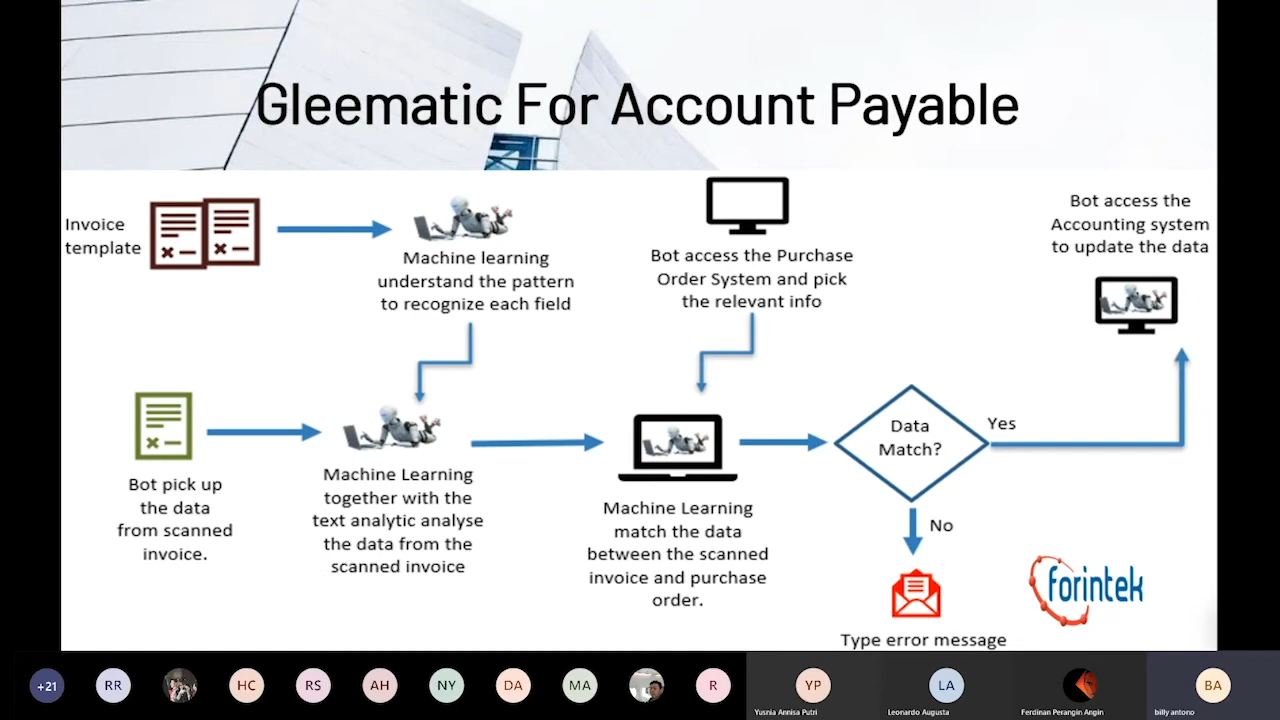 Gleematic For Account Payable
Invoice
template
Machine learning
understand the pattern
to recognize each field
Bot access the Purchase
Order System and pick
the relevant info
Bot access the
Accounting system
to update the data
Bot pick up
the data
from scanned
invoice.
Machine Learning
together with the
text analytic analyse
the data from the
scanned invoice
Machine Learning
match the data
between the scanned
invoice and purchase
order.
Data
Match?
Yes
No
Type error message
forintek
+21
RR
HC
RS
AH
NY
DA
MA
R
YP
LA
BA
Yusnia Annisa Putri
Leonardo Augusta
Ferdinan Perangin Angin
billy antono